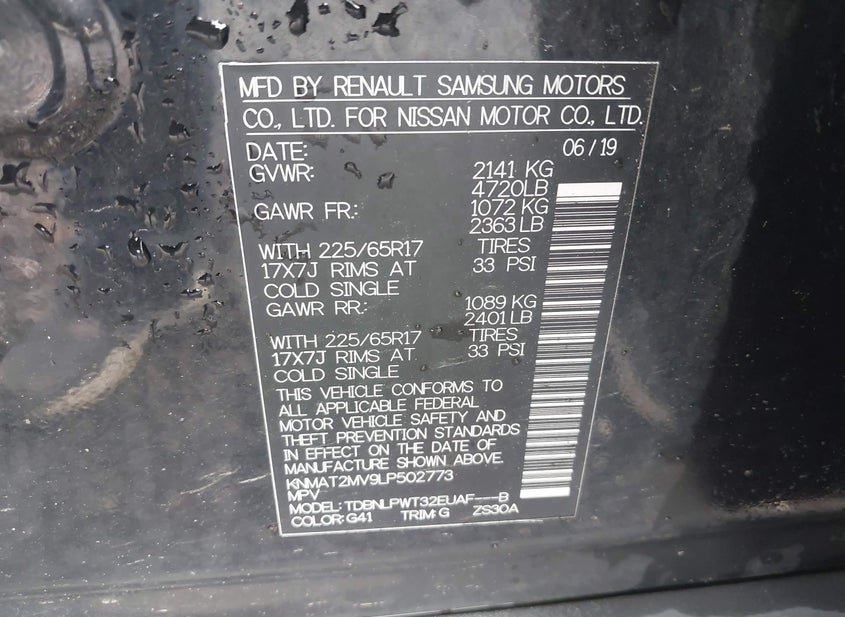 MFD BY RENAULT SAMSUNG MOTORS
CO., LTD. FOR NISSAN MOTOR CO., LTD.
DATE: 06/19
GVWR: 2141 KG
4720LB
GAWR FR.: 1072 KG
2363 LB
WITH 225/65R17 TIRES
17X7J RIMS AT 33 PSI
COLD SINGLE
GAWR RR.: 1089 KG
2401 LB
WITH 225/65R17 TIRES
17X7J RIMS AT 33 PSI
COLD SINGLE
THIS VEHICLE CONFORMS TO
ALL APPLICABLE FEDERAL
MOTOR VEHICLE SAFETY AND
THEFT PREVENTION STANDARDS
IN EFFECT ON THE DATE OF
MANUFACTURE SHOWN ABOVE.
KNMAT2MV9LP502773
MPV
MODEL: TDBNLPWT32EUAF---B
COLOR:G41 TRIM:G ZS30A